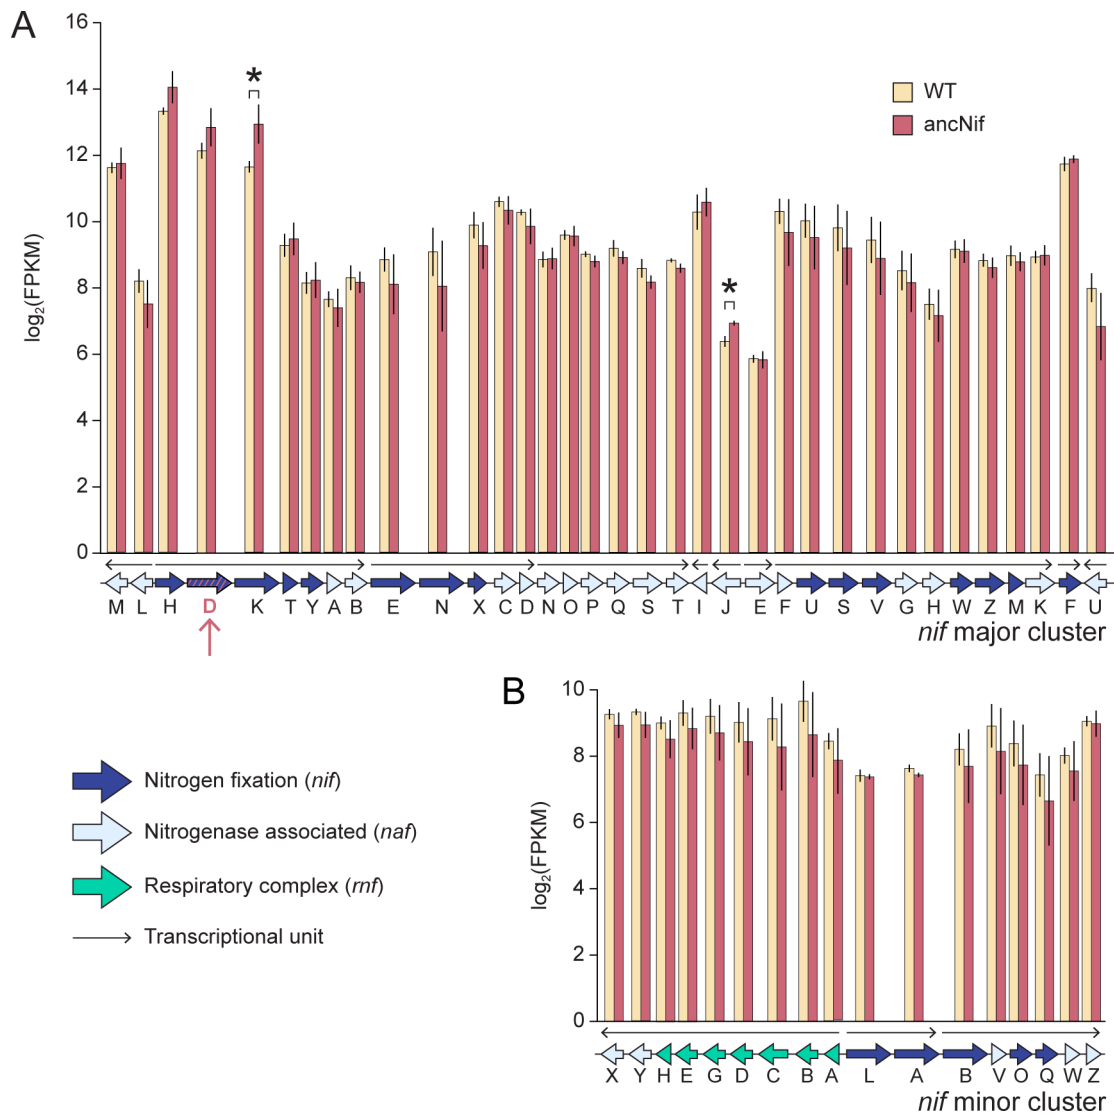 A
16
14
12
10
8
6
4
2
0
log2(FPKM)
*
*
WT
ancNif
M L H D K T Y A B E N X C D N O P Q S T I J E F U S V G H W Z M K F U
nif major cluster
B
10
8
6
4
2
0
log2(FPKM)
X Y H E G D C B A L A B V O Q W Z
nif minor cluster
Nitrogen fixation (nif)
Nitrogenase associated (naf)
Respiratory complex (rnf)
Transcriptional unit